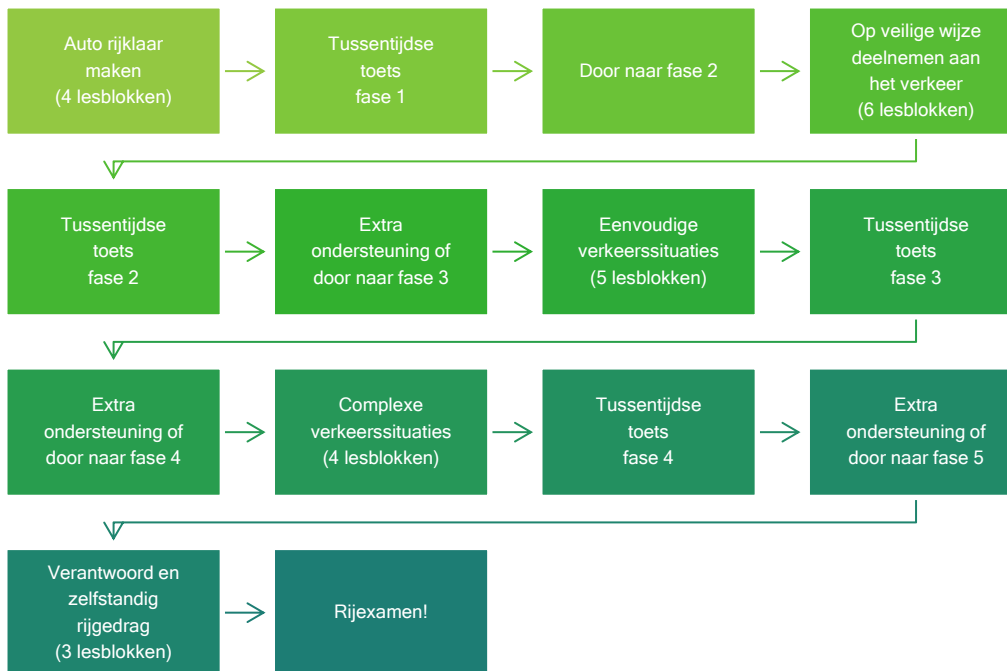 Auto rijklaar
maken
(4 lesblokken)
Tussentijdse
toets
fase 1
Door naar fase 2
Op veilige wijze
deelnemen aan
het verkeer
(6 lesblokken)
Tussentijdse
toets
fase 2
Extra
ondersteuning of
door naar fase 3
Eenvoudige
verkeerssituaties
(5 lesblokken)
Tussentijdse
toets
fase 3
Extra
ondersteuning of
door naar fase 4
Complexe
verkeerssituaties
(4 lesblokken)
Tussentijdse
toets
fase 4
Extra
ondersteuning of
door naar fase 5
Verantwoord en
zelfstandig
rijgedrag
(3 lesblokken)
Rijexamen!